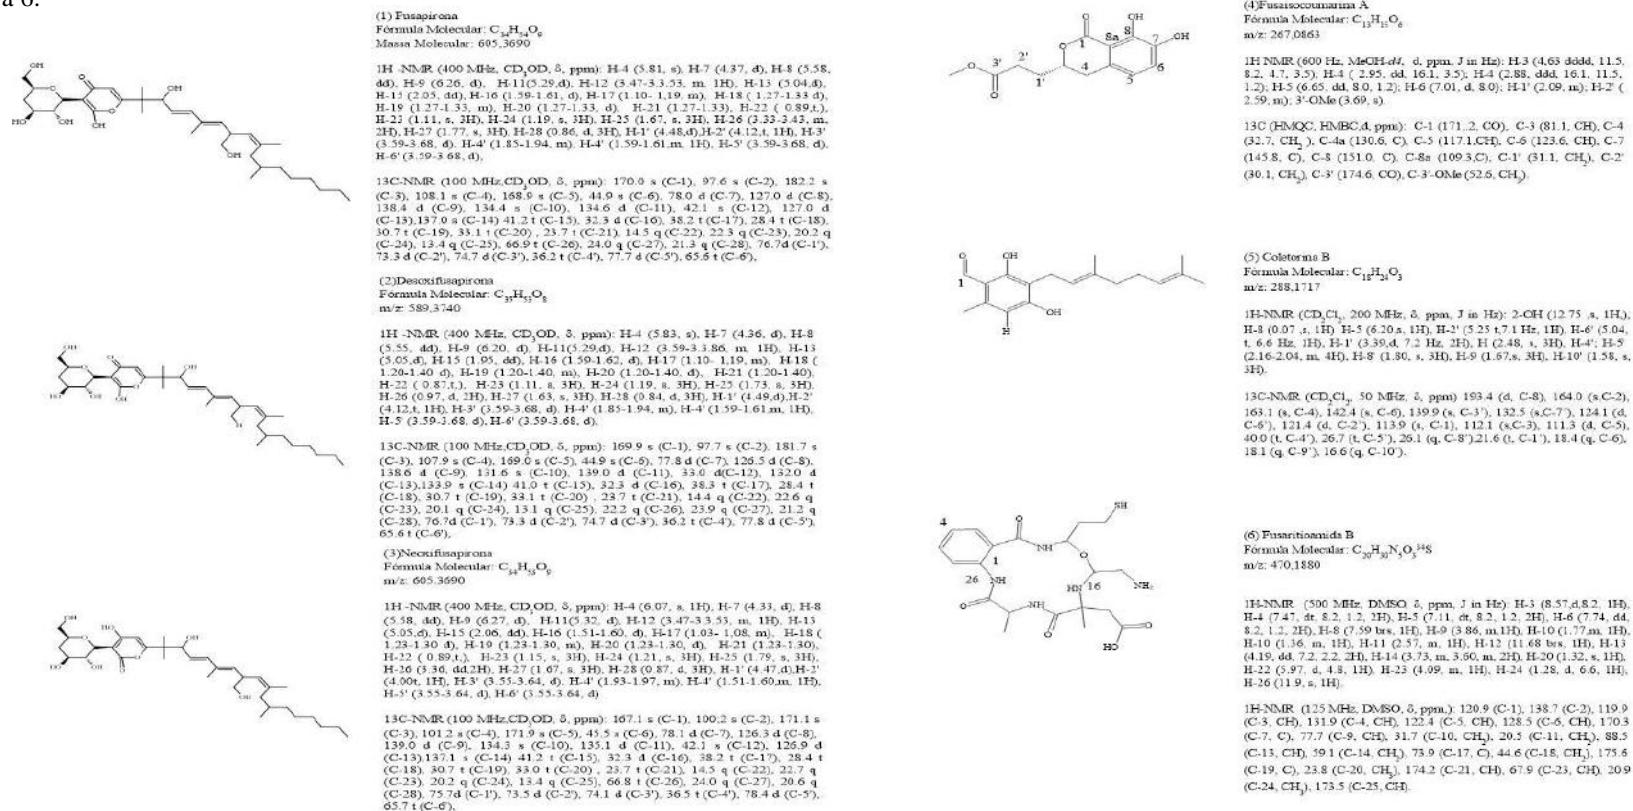 a 6.
(1) Fusapirona
Fórmula Molecular: C34H54O9
Massa Molecular: 605,3690
1H -NMR (400 MHz, CD3OD, δ, ppm): H-4 (5.81, s), H-7 (4.37, d), H-8 (5.58,
dd), H-9 (6.26, d), H-11(5.29,d), H-12 (3.47-3.3.53, m, 1H), H-13 (5.04,d),
H-15 (2.05, dd), H-16 (1.59-1.61, d), H-17 (1.10- 1,19, m), H-18 ( 1.27-1.33 d),
H-19 (1.27-1.33, m), H-20 (1.27-1.33, d), H-21 (1.27-1.33), H-22 ( 0.89,t,),
H-23 (1.11, s, 3H), H-24 (1.19, s, 3H), H-25 (1.67, s, 3H), H-26 (3.33-3.43, m,
2H), H-27 (1.77, s, 3H), H-28 (0.86, d, 3H), H-1' (4.48,d),H-2' (4.12,t, 1H), H-3'
(3.59-3.68, d), H-4' (1.85-1.94, m), H-4' (1.59-1.61,m, 1H), H-5' (3.59-3.68, d),
H-6' (3.59-3.68, d),
13C-NMR (100 MHz,CD3OD, δ, ppm): 170.0 s (C-1), 97.6 s (C-2), 182.2 s
(C-3), 108.1 s (C-4), 168.9 s (C-5), 44.9 s (C-6), 78.0 d (C-7), 127.0 d (C-8),
138.4 d (C-9), 134.4 s (C-10), 134.6 d (C-11), 42.1 s (C-12), 127.0 d
(C-13),137.0 s (C-14) 41.2 t (C-15), 32.3 d (C-16), 38.2 t (C-17), 28.4 t (C-18),
30.7 t (C-19), 33.1 t (C-20) , 23.7 t (C-21), 14.5 q (C-22), 22.3 q (C-23), 20.2 q
(C-24), 13.4 q (C-25), 66.9 t (C-26), 24.0 q (C-27), 21.3 q (C-28), 76.7d (C-1'),
73.3 d (C-2'), 74.7 d (C-3'), 36.2 t (C-4'), 77.7 d (C-5'), 65.6 t (C-6'),
(2)Desoxifusapirona
Fórmula Molecular: C35H53O8
m/z: 589,3740
1H -NMR (400 MHz, CD3OD, δ, ppm): H-4 (5.83, s), H-7 (4.36, d), H-8
(5.55, dd), H-9 (6.20, d), H-11(5.29,d), H-12 (3.59-3.3.86, m, 1H), H-13
(5.05,d), H-15 (1.95, dd), H-16 (1.59-1.62, d), H-17 (1.10- 1,19, m), H-18 (
1.20-1.40 d), H-19 (1.20-1.40, m), H-20 (1.20-1.40, d), H-21 (1.20-1.40),
H-22 ( 0.87,t,), H-23 (1.11, s, 3H), H-24 (1.19, s, 3H), H-25 (1.73, s, 3H),
H-26 (0.97, d, 2H), H-27 (1.63, s, 3H), H-28 (0.84, d, 3H), H-1' (4.49,d),H-2'
(4.12,t, 1H), H-3' (3.59-3.68, d), H-4' (1.85-1.94, m), H-4' (1.59-1.61,m, 1H),
H-5' (3.59-3.68, d),H-6' (3.59-3.68, d),
13C-NMR (100 MHz,CD3OD, δ, ppm): 169.9 s (C-1), 97.7 s (C-2), 181.7 s
(C-3), 107.9 s (C-4), 169.0 s (C-5), 44.9 s (C-6), 77.8 d (C-7), 126.5 d (C-8),
138.6 d (C-9), 131.6 s (C-10), 139.0 d (C-11), 33.0 d(C-12), 132.0 d
(C-13),133.9 s (C-14) 41.0 t (C-15), 32.3 d (C-16), 38.3 t (C-17), 28.4 t
(C-18), 30.7 t (C-19), 33.1 t (C-20) , 23.7 t (C-21), 14.4 q (C-22), 22.6 q
(C-23), 20.1 q (C-24), 13.1 q (C-25), 22.2 q (C-26), 23.9 q (C-27), 21.2 q
(C-28), 76.7d (C-1'), 73.3 d (C-2'), 74.7 d (C-3'), 36.2 t (C-4'), 77.8 d (C-5'),
65.6 t (C-6'),
(3)Neoxifusapirona
Fórmula Molecular: C34H53O9
m/z: 605.3690
1H -NMR (400 MHz, CD3OD, δ, ppm): H-4 (6.07, s, 1H), H-7 (4.33, d), H-8
(5.58, dd), H-9 (6.27, d), H-11(5.32, d), H-12 (3.47-3.3.53, m, 1H), H-13
(5.05,d), H-15 (2.06, dd), H-16 (1.51-1.60, d), H-17 (1.03- 1,08, m), H-18 (
1.23-1.30 d), H-19 (1.23-1.30, m), H-20 (1.23-1.30, d), H-21 (1.23-1.30),
H-22 ( 0.89,t,), H-23 (1.15, s, 3H), H-24 (1.21, s, 3H), H-25 (1.79, s, 3H),
H-26 (3.36, dd,2H), H-27 (1.67, s, 3H), H-28 (0.87, d, 3H), H-1' (4.47,d),H-2'
(4.00t, 1H), H-3' (3.55-3.64, d), H-4' (1.93-1.97, m), H-4' (1.51-1.60,m, 1H),
H-5' (3.55-3.64, d), H-6' (3.55-3.64, d)
13C-NMR (100 MHz,CD3OD, δ, ppm): 167.1 s (C-1), 100,2 s (C-2), 171.1 s
(C-3), 101.2 s (C-4), 171.9 s (C-5), 45.5 s (C-6), 78.1 d (C-7), 126.3 d (C-8),
139.0 d (C-9), 134.3 s (C-10), 135.1 d (C-11), 42.1 s (C-12), 126.9 d
(C-13),137.1 s (C-14) 41.2 t (C-15), 32.3 d (C-16), 38.2 t (C-17), 28.4 t
(C-18), 30.7 t (C-19), 33.0 t (C-20) , 23.7 t (C-21), 14.5 q (C-22), 22.7 q
(C-23), 20.2 q (C-24), 13.4 q (C-25), 66.8 t (C-26), 24.0 q (C-27), 20.6 q
(C-28), 75.7d (C-1'), 73.5 d (C-2'), 74.1 d (C-3'), 36.5 t (C-4'), 78.4 d (C-5'),
65.7 t (C-6'),
(4)Fusaisocoumarina A
Fórmula Molecular: C13H15O6
m/z: 267,0863
1H NMR (600 Hz, MeOH-d4, d, ppm, J in Hz): H-3 (4,63 dddd, 11.5,
8.2, 4.7, 3.5), H-4 ( 2.95, dd, 16.1, 3.5); H-4 (2.88, ddd, 16.1, 11.5,
1.2); H-5 (6.65, dd, 8.0, 1.2); H-6 (7.01, d, 8.0); H-1' (2.09, m); H-2' (
2.59; m); 3'-OMe (3.69, s).
13C (HMQC, HMBC,d, ppm): C-1 (171..2, CO), C-3 (81.1, CH), C-4
(32.7, CH2 ), C-4a (130.6, C), C-5 (117.1,CH), C-6 (123.6, CH), C-7
(145.8, C), C-8 (151.0, C), C-8a (109.3,C), C-1' (31.1, CH2), C-2'
(30.1, CH2), C-3' (174.6, CO), C-3'-OMe (52.6, CH3).
(5) Coletorina B
Fórmula Molecular: C18H24O3
m/z: 288,1717
1H-NMR (CD2Cl2, 200 MHz, δ, ppm, J in Hz): 2-OH (12.75 ,s, 1H,),
H-8 (0.07 ,s, 1H) H-5 (6.20,s, 1H), H-2' (5.25 t,7.1 Hz, 1H), H-6' (5.04,
t, 6.6 Hz, 1H), H-1' (3.39,d, 7.2 Hz, 2H), H (2.48, s, 3H), H-4'; H-5'
(2.16-2.04, m, 4H), H-8' (1.80, s, 3H), H-9 (1.67,s, 3H), H-10' (1.58, s,
3H).
13C-NMR (CD2Cl2, 50 MHz, δ, ppm) 193.4 (d, C-8), 164.0 (s,C-2),
163.1 (s, C-4), 142.4 (s, C-6), 139.9 (s, C-3'), 132.5 (s,C-7'), 124.1 (d,
C-6'), 121.4 (d, C-2'), 113.9 (s, C-1), 112.1 (s,C-3), 111.3 (d, C-5),
40.0 (t, C-4'), 26.7 (t, C-5'), 26.1 (q, C-8'),21.6 (t, C-1'), 18.4 (q, C-6),
18.1 (q, C-9'), 16.6 (q, C-10').
(6) Fusaritioamida B
Fórmula Molecular: C20H30N5O5 34S
m/z: 470,1880
1H-NMR (500 MHz, DMSO, δ, ppm, J in Hz): H-3 (8.57,d,8.2, 1H),
H-4 (7.47, dt, 8.2, 1.2, 2H), H-5 (7.11, dt, 8.2, 1.2, 2H), H-6 (7.74, dd,
8.2, 1.2, 2H), H-8 (7.59 brs, 1H), H-9 (3.86, m,1H), H-10 (1.77,m, 1H),
H-10 (1.36, m, 1H), H-11 (2.57, m, 1H), H-12 (11.68 brs, 1H), H-13
(4.19, dd, 7.2, 2.2, 2H), H-14 (3.73, m, 3.60, m, 2H), H-20 (1.32, s, 1H),
H-22 (5.97, d, 4.8, 1H), H-23 (4.09, m, 1H), H-24 (1.28, d, 6.6, 1H),
H-26 (11.9, s, 1H).
1H-NMR (125 MHz, DMSO, δ, ppm,): 120.9 (C-1), 138.7 (C-2), 119.9
(C-3, CH), 131.9 (C-4, CH), 122.4 (C-5, CH), 128.5 (C-6, CH), 170.3
(C-7, C), 77.7 (C-9, CH), 31.7 (C-10, CH2), 20.5 (C-11, CH2), 88.5
(C-13, CH), 59.1 (C-14, CH2), 73.9 (C-17, C), 44.6 (C-18, CH2), 175.6
(C-19, C), 23.8 (C-20, CH3), 174.2 (C-21, CH), 67.9 (C-23, CH), 20.9
(C-24, CH3), 173.5 (C-25, CH).